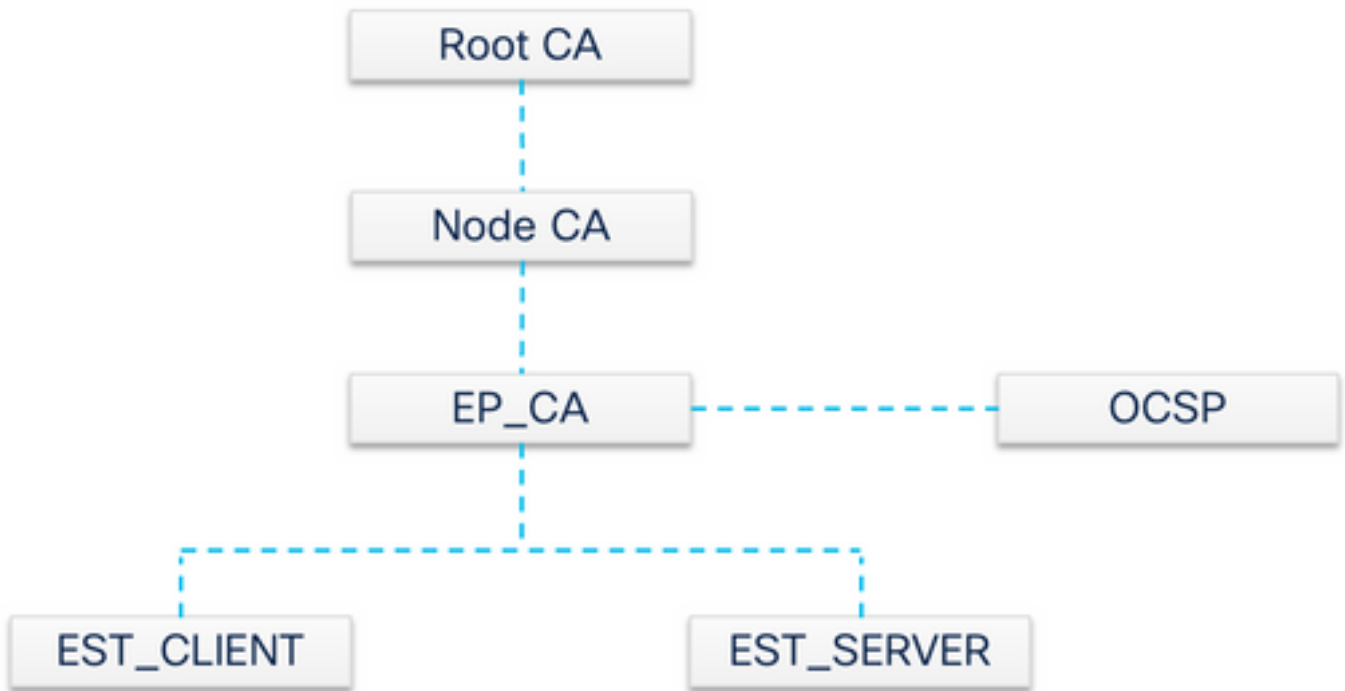 Root CA
Node CA
EP_CA
OCSP
EST_CLIENT
EST_SERVER